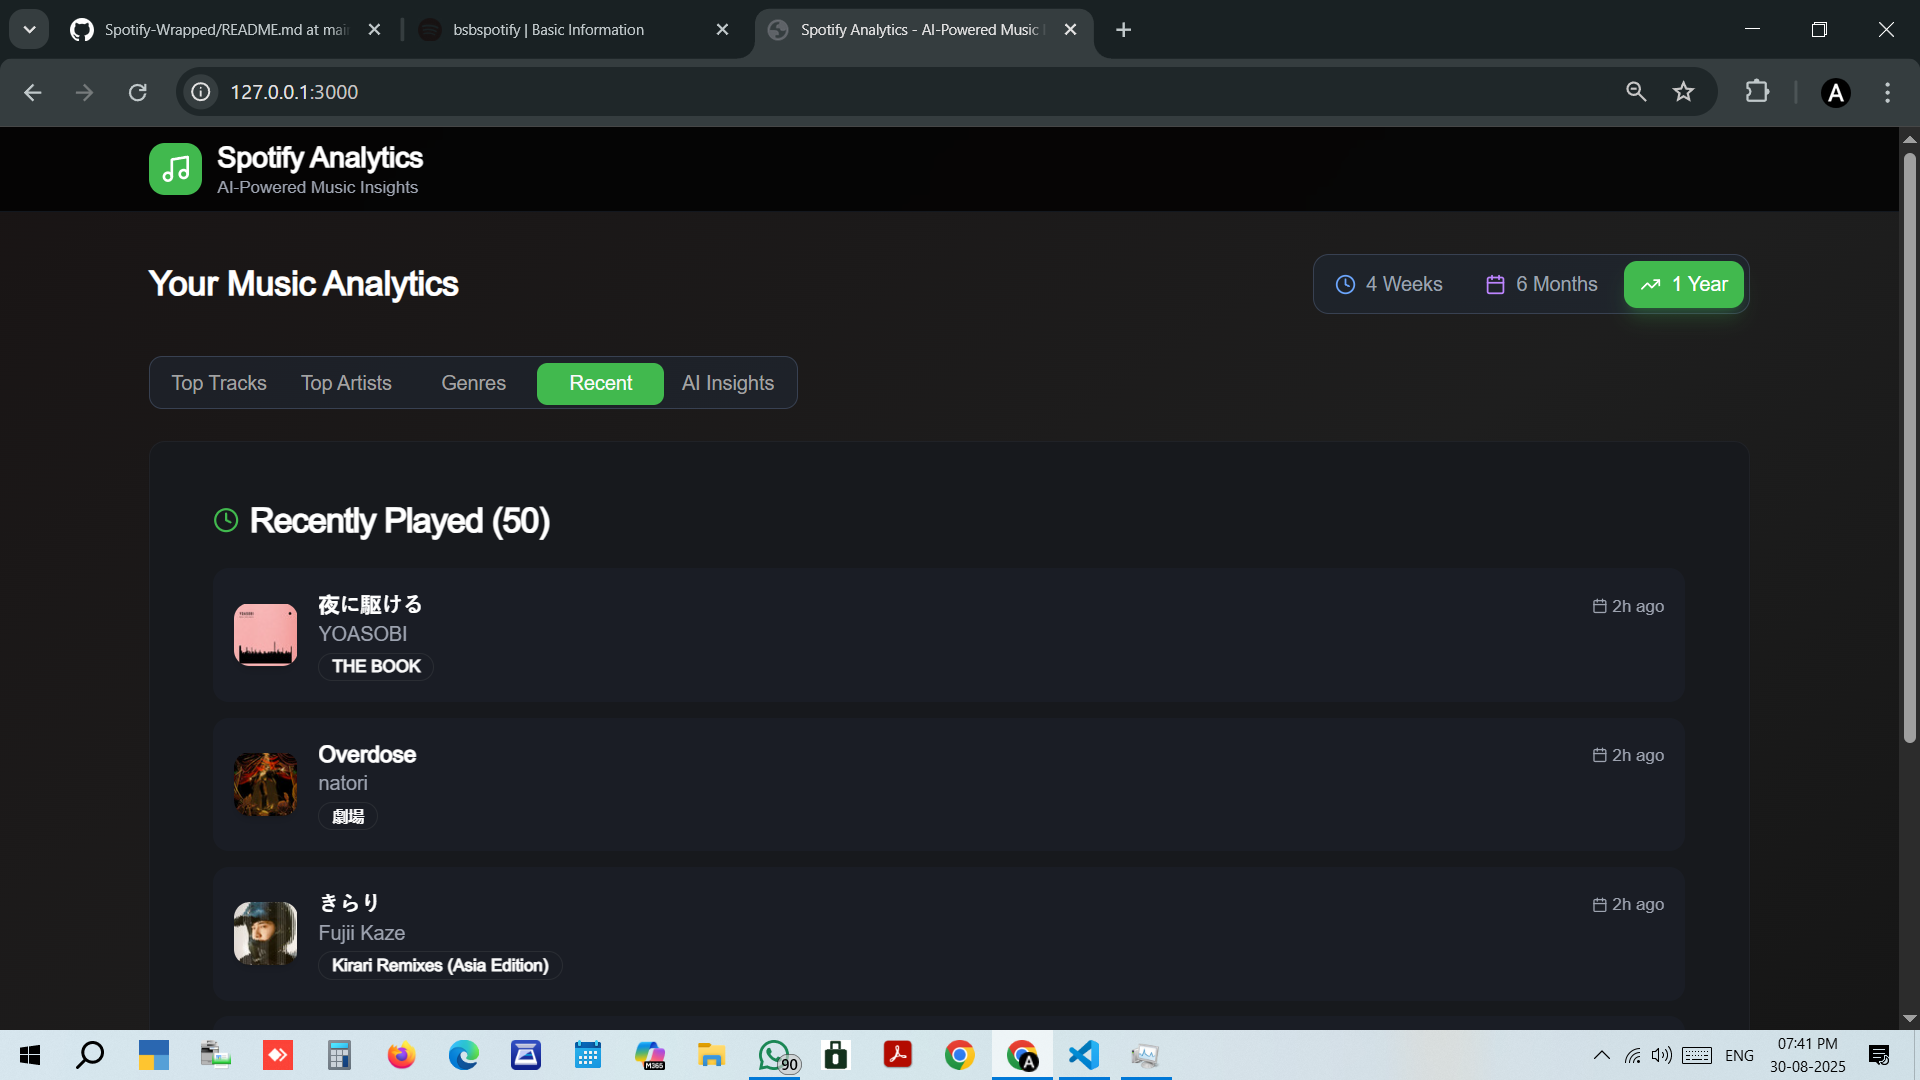 Spotify-Wrapped/README.md at mai
bsbspotify | Basic Information
Spotify Analytics - AI-Powered Music
127.0.0.1:3000
A
Spotify Analytics
AI-Powered Music Insights
Your Music Analytics
4 Weeks
6 Months
1 Year
Top Tracks
Top Artists
Genres
Recent
AI Insights
Recently Played (50)
夜に駆ける
2h ago
YOASOBI
THE BOOK
Overdose
2h ago
natori
劇場
きらり
2h ago
Fujii Kaze
Kirari Remixes (Asia Edition)
M365
90
A
ENG
07:41 PM
30-08-2025